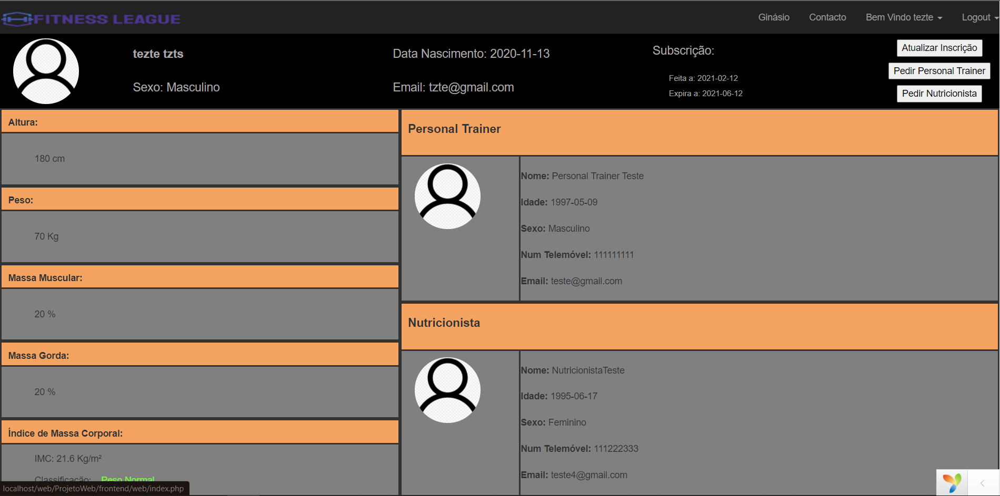 FITNESS LEAGUE
Ginásio
Contacto
Bem Vindo tezte
Logout
tezte tzts
Sexo: Masculino
Data Nascimento: 2020-11-13
Email: tzte@gmail.com
Subscrição:
Feita a: 2021-02-12
Expira a: 2021-06-12
Atualizar Inscrição
Pedir Personal Trainer
Pedir Nutricionista
Altura:
180 cm
Peso:
70 Kg
Massa Muscular:
20 %
Massa Gorda:
20 %
Índice de Massa Corporal:
IMC: 21.6 Kg/m²
Classificação: Peso Normal
Personal Trainer
Nome: Personal Trainer Teste
Idade: 1997-05-09
Sexo: Masculino
Num Telemóvel: 111111111
Email: teste@gmail.com
Nutricionista
Nome: NutricionistaTeste
Idade: 1995-06-17
Sexo: Feminino
Num Telemóvel: 111222333
Email: teste4@gmail.com
localhost/web/ProjetoWeb/frontend/web/index.php